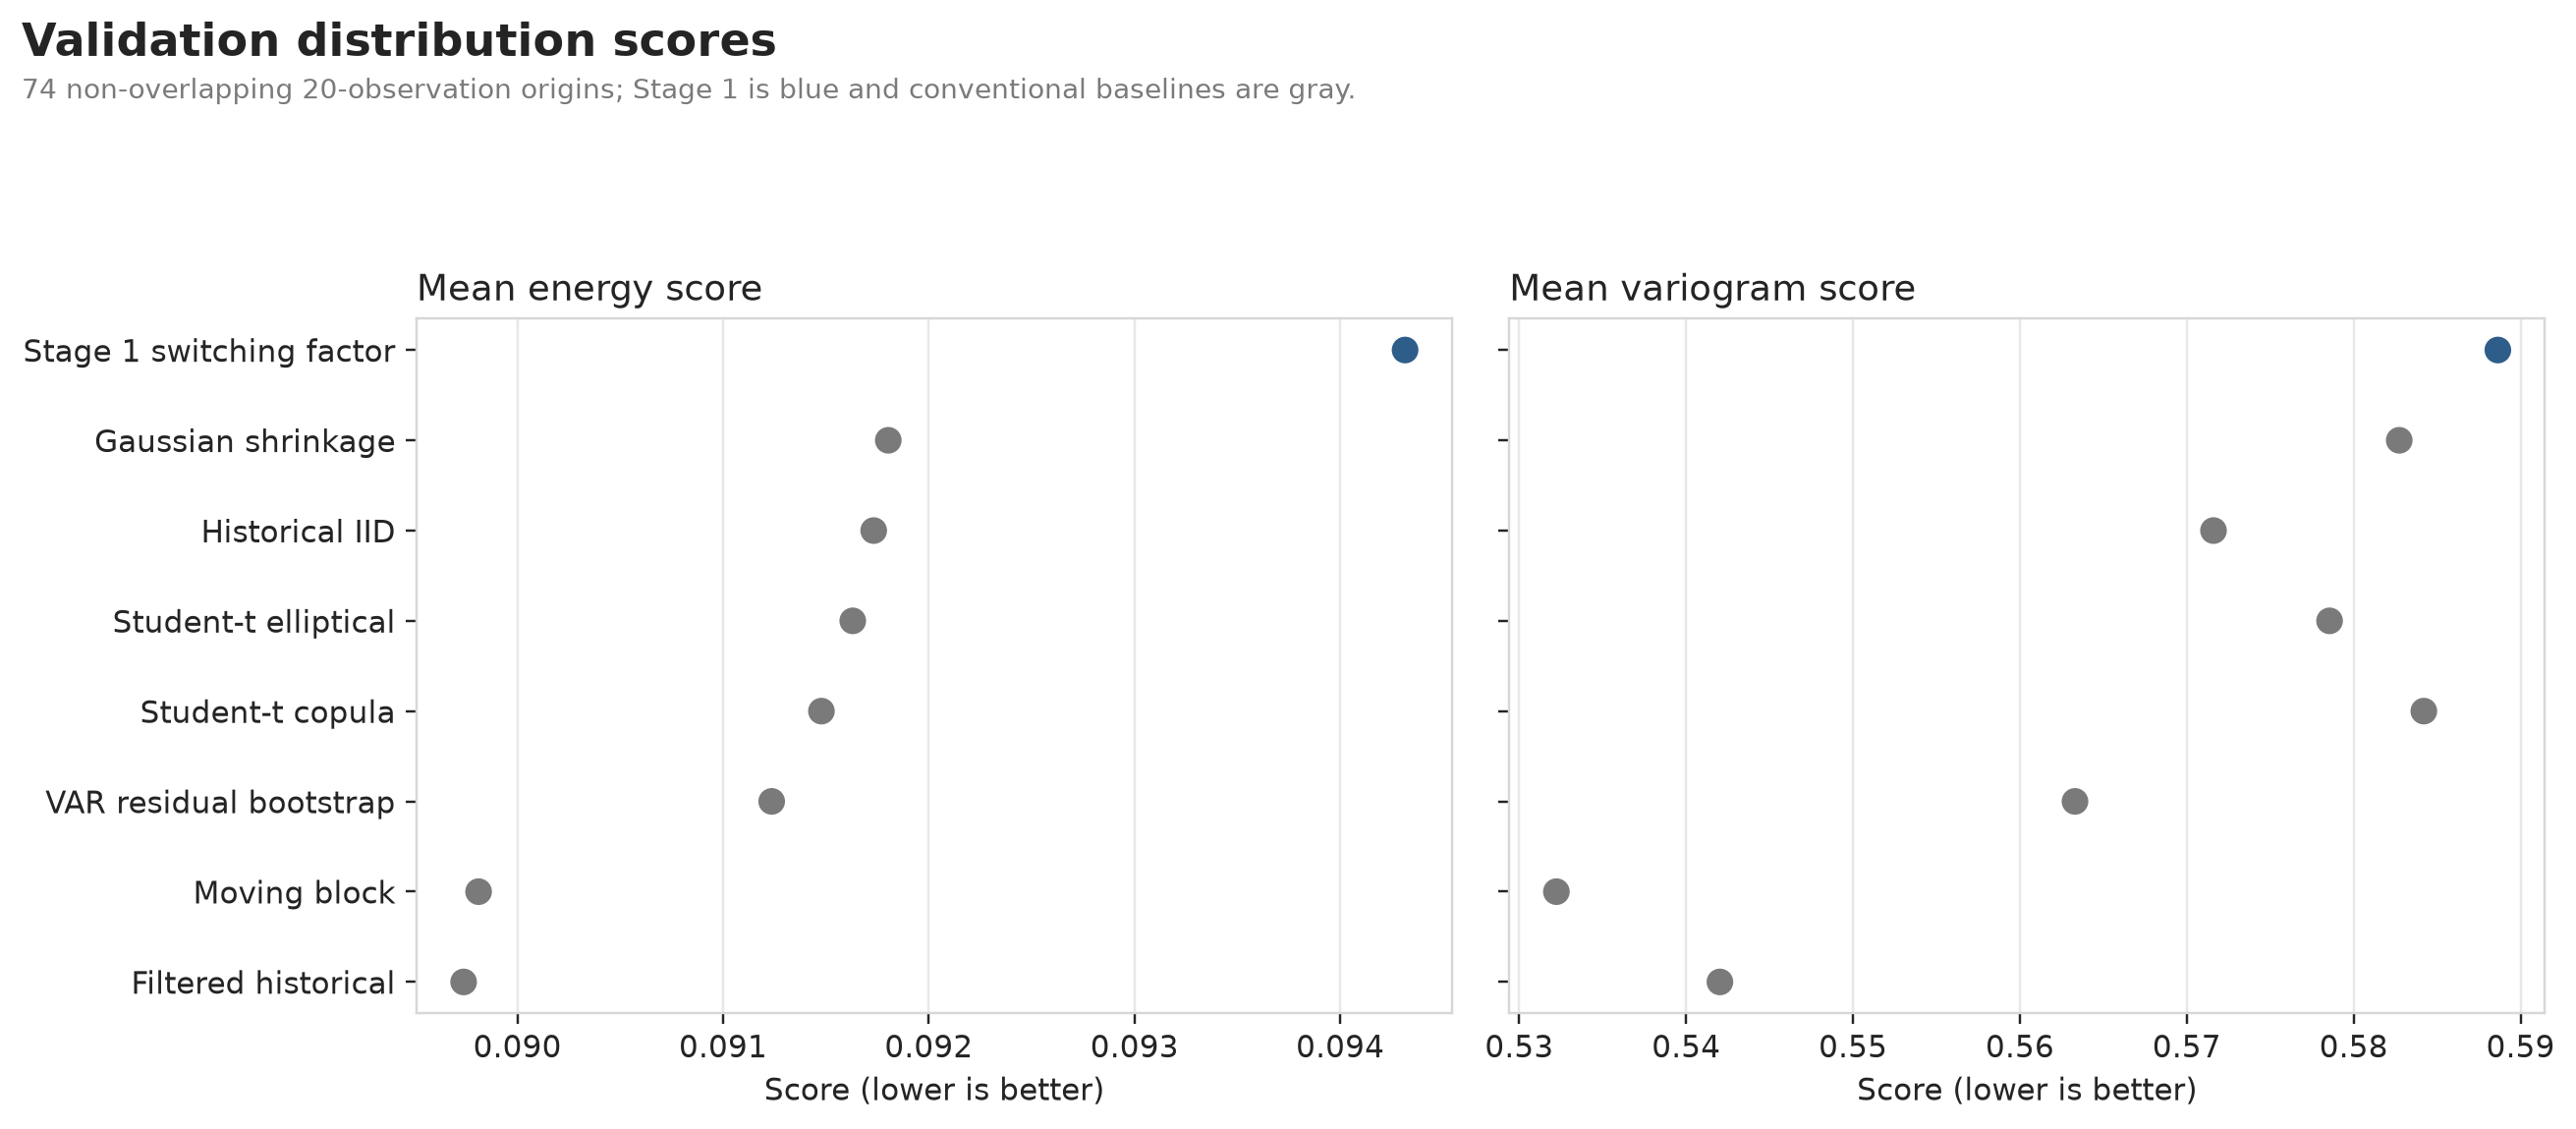 Validation distribution scores
74 non-overlapping 20-observation origins; Stage 1 is blue and conventional baselines are gray.
Mean energy score
Mean variogram score
Stage 1 switching factor
Gaussian shrinkage
Historical IID
Student-t elliptical
Student-t copula
VAR residual bootstrap
Moving block
Filtered historical
0.090 0.091 0.092 0.093 0.094
Score (lower is better)
0.53 0.54 0.55 0.56 0.57 0.58 0.59
Score (lower is better)